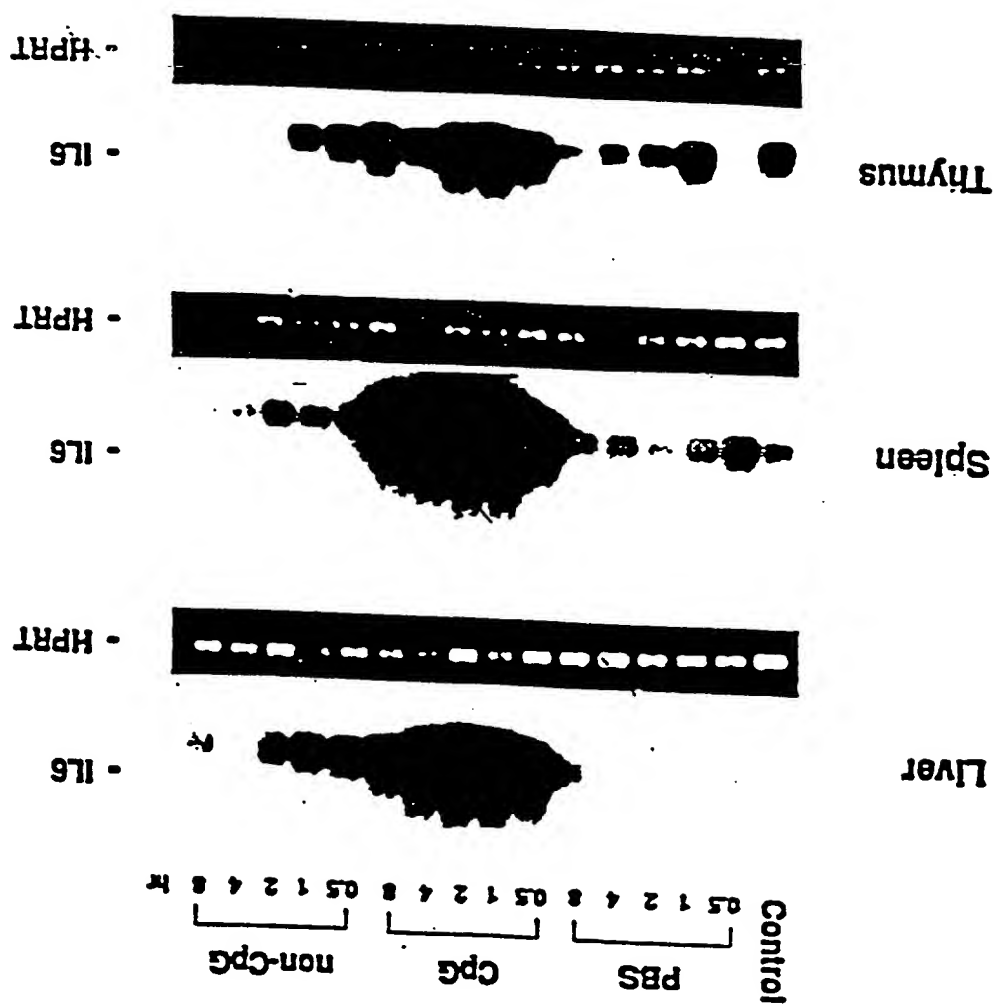 Control
PBS CpG non-CpG
0.5 1 2 4 8 0.5 1 2 4 8 0.5 1 2 4 8 hr
Liver - IL6
- HPRT
Spleen - IL6
- HPRT
Thymus - IL6
- HPRT